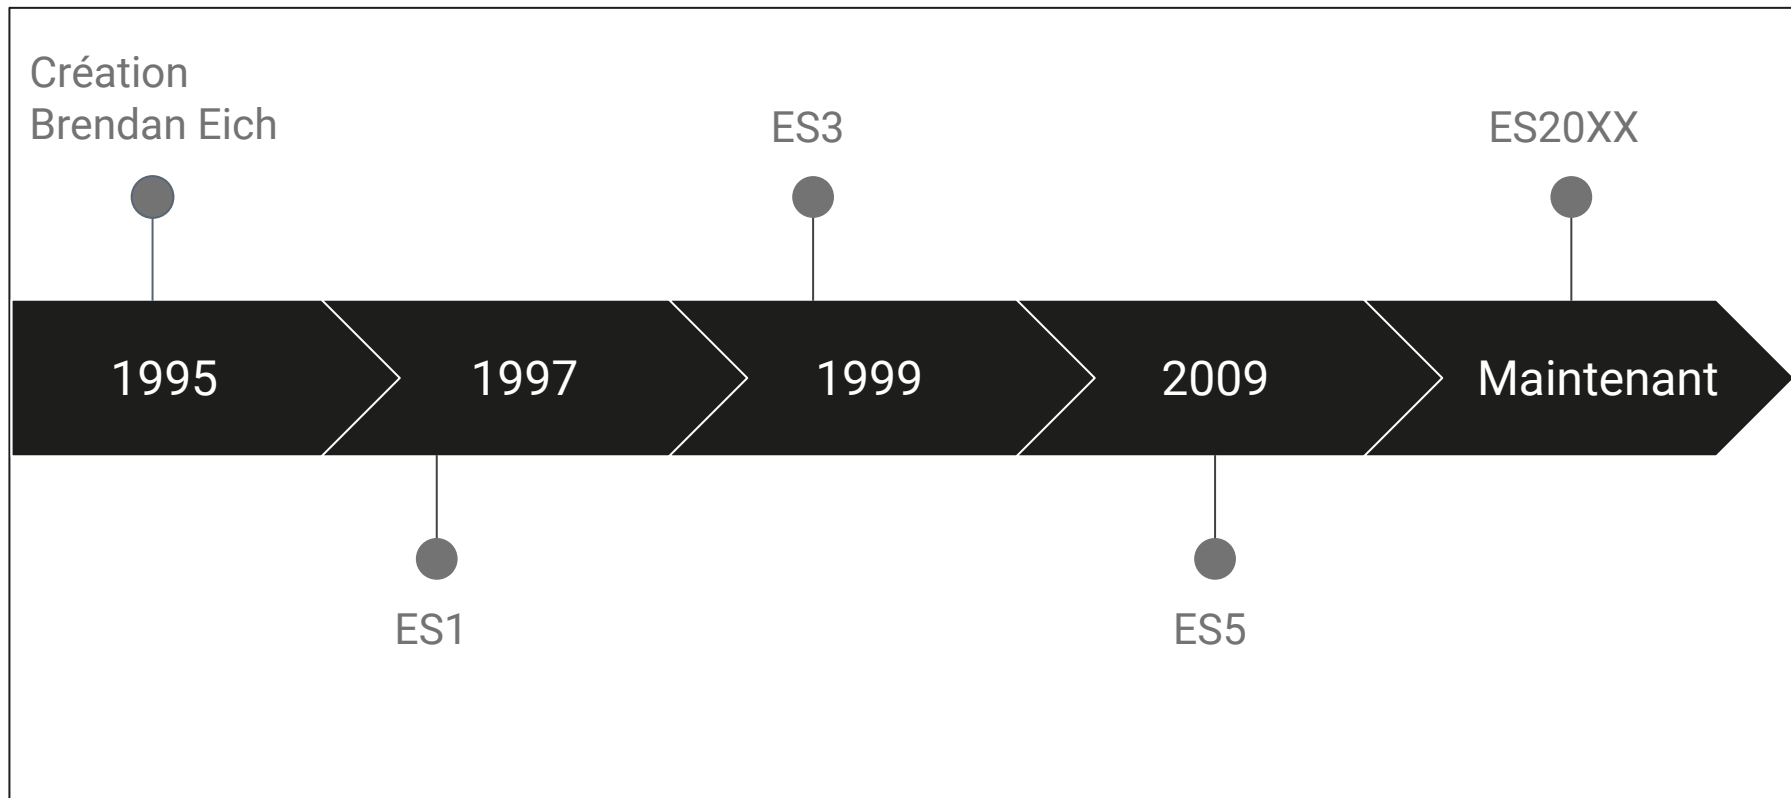 Création
Brendan Eich
ES3
ES20XX
1995
1997
1999
2009
Maintenant
ES1
ES5